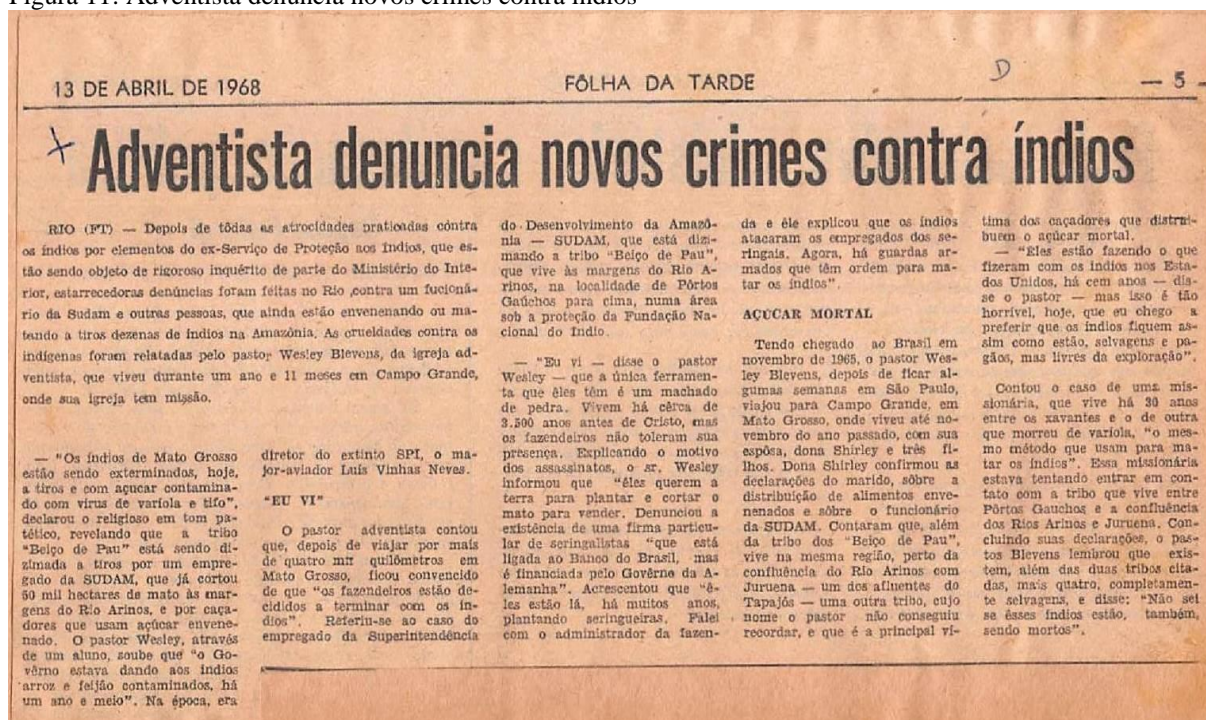 Figura 11: Adventista denuncia novos crimes contra índios
13 DE ABRIL DE 1968
FÔLHA DA TARDE
D
— 5 —
Adventista denuncia novos crimes contra índios
RIO (FT) — Depois de tôdas as atrocidades praticadas contra
os índios por elementos do ex-Serviço de Proteção aos Índios, que es-
tão sendo objeto de rigoroso inquérito de parte do Ministério do Inte-
rior, estarrecedoras denúncias foram feitas no Rio ,contra um fucioná-
rio da Sudam e outras pessoas, que ainda estão envenenando ou ma-
tando a tiros dezenas de índios na Amazônia. As crueldades contra os
indígenas foram relatadas pelo pastor Wesley Blevens, da igreja ad-
ventista, que viveu durante um ano e 11 meses em Campo Grande,
onde sua igreja tem missão.
— "Os índios de Mato Grosso
estão sendo exterminados, hoje,
a tiros e com açucar contamina-
do com vírus de varíola e tifo",
declarou o religioso em tom pa-
tético, revelando que a tribo
"Beiço de Pau" está sendo di-
zimada a tiros por um empre-
gado da SUDAM, que já cortou
50 mil hectares de mato às mar-
gens do Rio Arinos, e por caça-
dores que usam açúcar envene-
nado. O pastor Wesley, através
de um aluno, soube que "o Go-
vêrno estava dando aos índios
arroz e feijão contaminados, há
um ano e meio". Na época, era
diretor do extinto SPI, o ma-
jor-aviador Luís Vinhas Neves.
"EU VI"
O pastor adventista contou
que, depois de viajar por mais
de quatro mil quilômetros em
Mato Grosso, ficou convencido
de que "os fazendeiros estão de-
cididos a terminar com os ín-
dios". Referiu-se ao caso do
empregado da Superintendência
do Desenvolvimento da Amazô-
nia — SUDAM, que está dizi-
mando a tribo "Beiço de Pau",
que vive às margens do Rio A-
rinos, na localidade de Pôrtos
Gaúchos para cima, numa área
sob a proteção da Fundação Na-
cional do Índio.
— "Eu vi — disse o pastor
Wesley — que a única ferramen-
ta que êles têm é um machado
de pedra. Vivem há cêrca de
3.500 anos antes de Cristo, mas
os fazendeiros não toleram sua
presença. Explicando o motivo
dos assassinatos, o sr. Wesley
informou que "êles querem a
terra para plantar e cortar o
mato para vender. Denunciou a
existência de uma firma particu-
lar de seringalistas "que está
ligada ao Banco do Brasil, mas
é financiada pelo Govêrno da A-
lemanha". Acrescentou que "ê-
les estão lá, há muitos anos,
plantando seringueiras. Falei
com o administrador da fazen-
da e êle explicou que os índios
atacaram os empregados dos se-
ringais. Agora, há guardas ar-
mados que têm ordem para ma-
tar os índios".
AÇUCAR MORTAL
Tendo chegado ao Brasil em
novembro de 1965, o pastor Wes-
ley Blevens, depois de ficar al-
gumas semanas em São Paulo,
viajou para Campo Grande, em
Mato Grosso, onde viveu até no-
vembro do ano passado, com sua
espôsa, dona Shirley e três fi-
lhos. Dona Shirley confirmou as
declarações do marido, sôbre a
distribuição de alimentos enve-
nenados e sôbre o funcionário
da SUDAM. Contaram que, além
da tribo dos "Beiço de Pau",
vive na mesma região, perto da
confluência do Rio Arinos com
Juruena — um dos afluentes do
Tapajós — uma outra tribo, cujo
nome o pastor não conseguiu
recordar, e que é a principal ví-
tima dos caçadores que distrai-
buem o açúcar mortal.
— "Eles estão fazendo o que
fizeram com os índios nos Esta-
dos Unidos, há cem anos — dis-
se o pastor — mas isso é tão
horrível, hoje, que eu chego a
preferir que os índios fiquem as-
sim como estão, selvagens e pa-
gãos, mas livres da exploração".
Contou o caso de uma mis-
sionária, que vive há 30 anos
entre os xavantes e o de outra
que morreu de varíola, "o mes-
mo método que usam para ma-
tar os índios". Essa missionária
estava tentando entrar em con-
tato com a tribo que vive entre
Pôrtos Gauchos e a confluência
dos Rios Arinos e Juruena. Con-
cluindo suas declarações, o pas-
tos Blevens lembrou que exis-
tem, além das duas tribos cita-
das, mais quatro, completamen-
te selvagens, e disse: "Não sei
se êsses índios estão, também,
sendo mortos".